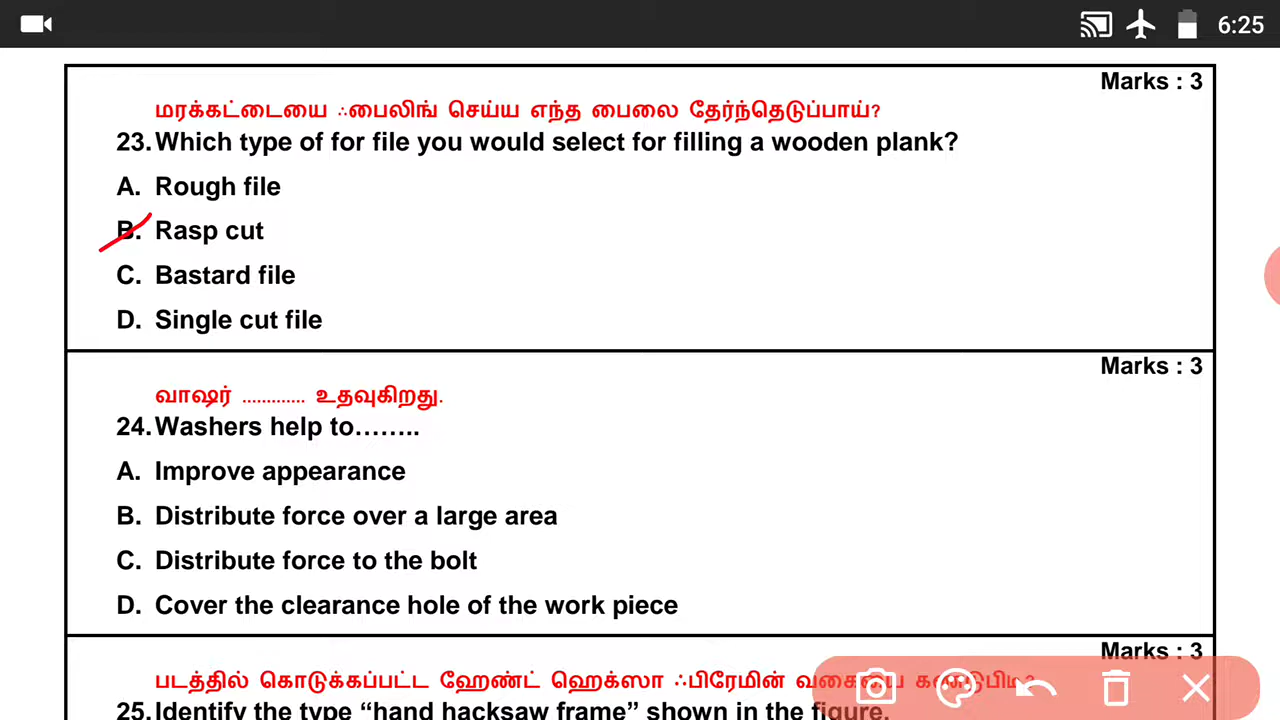 6:25
Marks : 3
மரக்கட்டையை ஃபைலிங் செய்ய எந்த பைலை தேர்ந்தெடுப்பாய்?
23. Which type of for file you would select for filling a wooden plank?
A. Rough file
B. Rasp cut
C. Bastard file
D. Single cut file
Marks : 3
வாஷர் ............. உதவுகிறது.
24. Washers help to……..
A. Improve appearance
B. Distribute force over a large area
C. Distribute force to the bolt
D. Cover the clearance hole of the work piece
Marks : 3
படத்தில் கொடுக்கப்பட்ட ஹேண்ட் ஹெக்ஸா ஃபிரேமின் வகையை கண்டுபிடி?
25. Identify the type “hand hacksaw frame” shown in the figure.